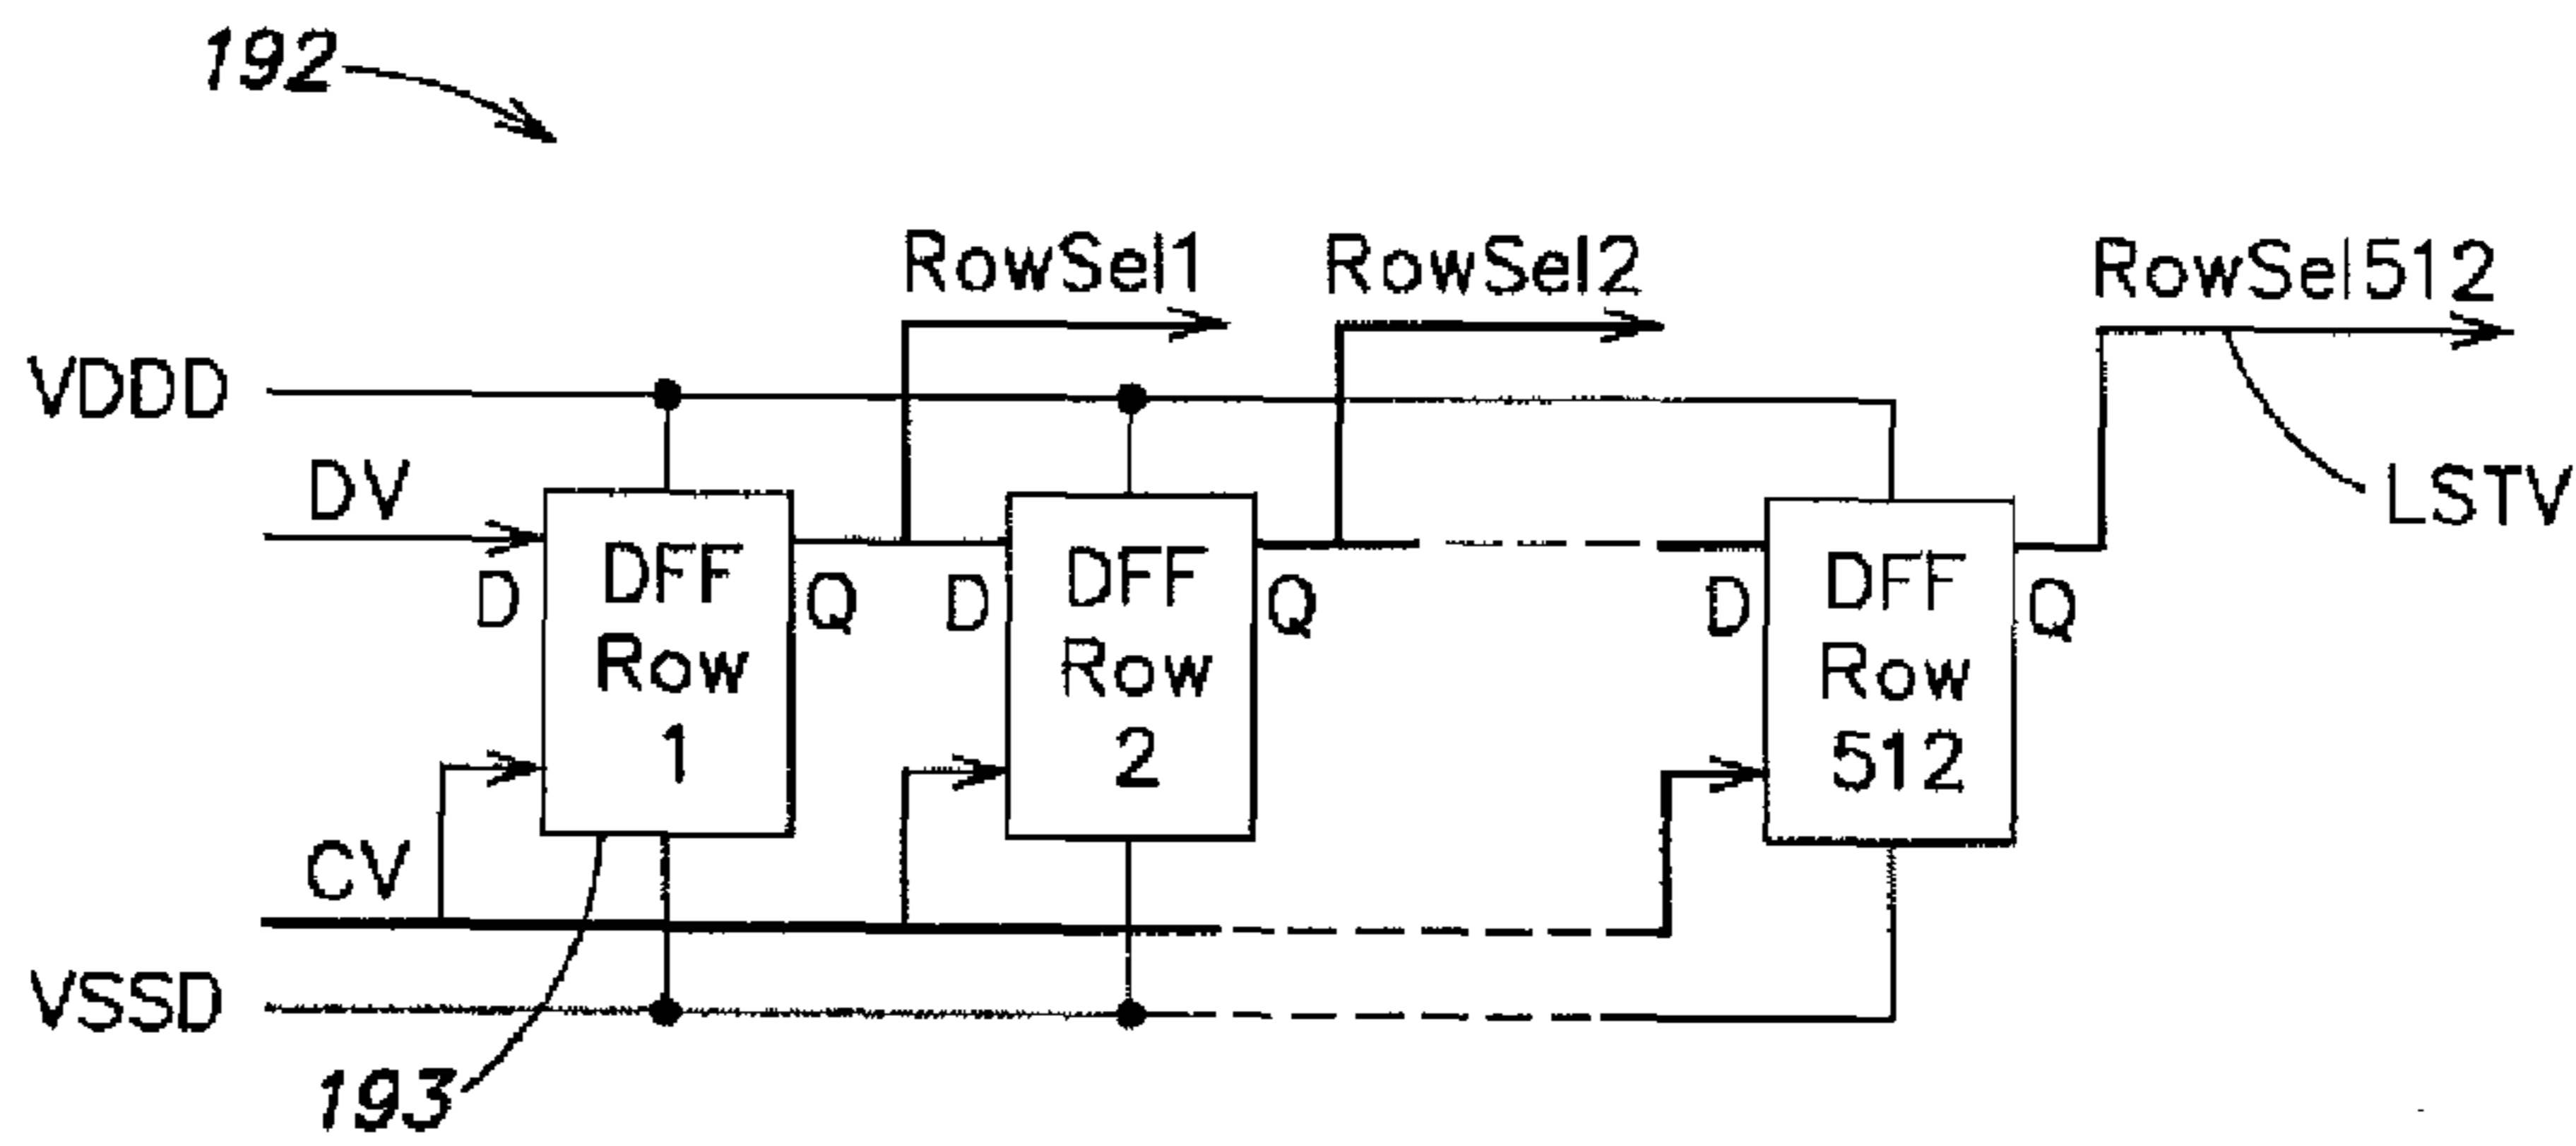 192
RowSel1
RowSel2
RowSel512
VDDD
DV
LSTV
D
DFF
Row
1
Q
D
DFF
Row
2
Q
D
DFF
Row
512
Q
CV
VSSD
193